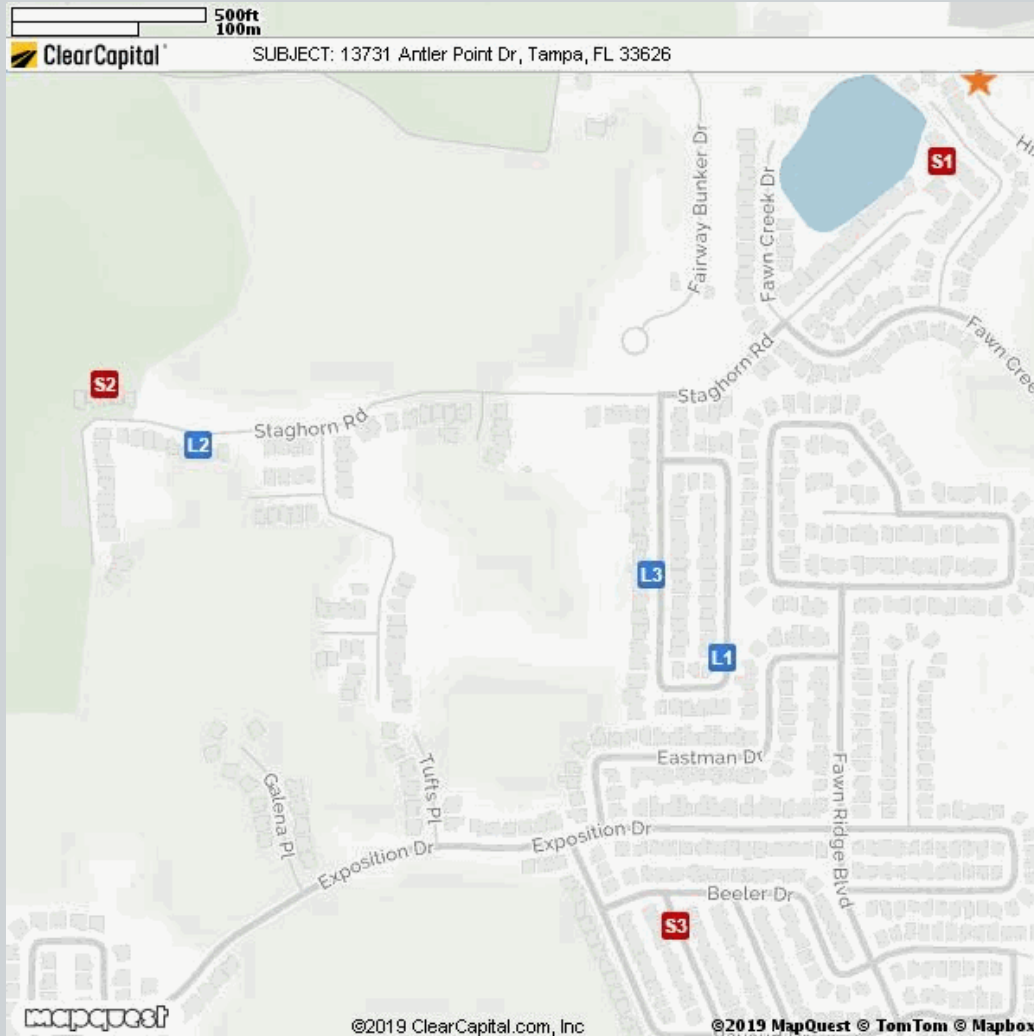 500ft
100m
ClearCapital
SUBJECT: 13731 Antler Point Dr, Tampa, FL 33626
S1
Fairway Bunker Dr
Fawn Creek Dr
Staghorn Rd
S2
Staghorn Rd
L2
L3
L1
Eastman Dr
Tufts Pl
Galena Pl
Fawn Ridge Blvd
Exposition Dr
Exposition Dr
Beeler Dr
S3
mapquest
©2019 ClearCapital.com, Inc
©2019 MapQuest © TomTom © Mapbox